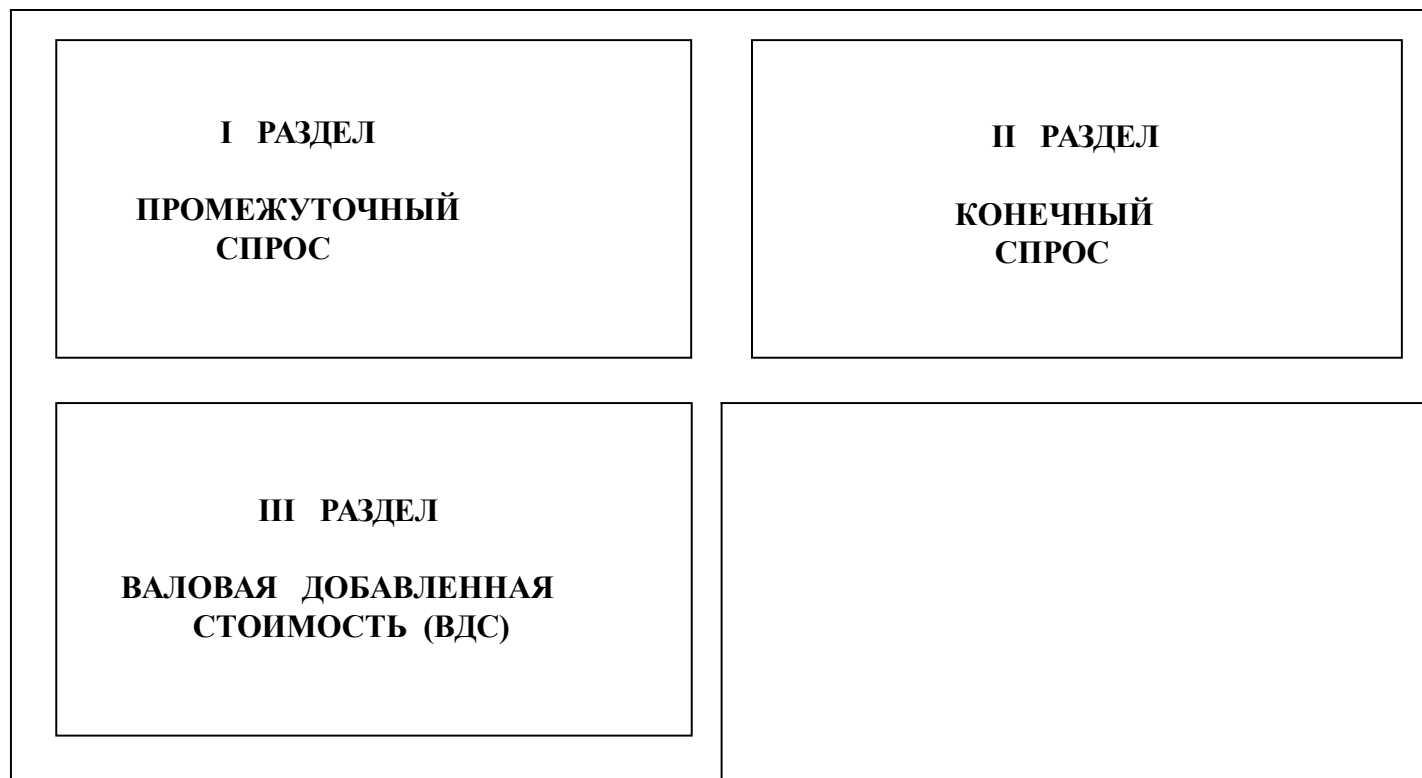 I РАЗДЕЛ
ПРОМЕЖУТОЧНЫЙ
СПРОС
II РАЗДЕЛ
КОНЕЧНЫЙ
СПРОС
III РАЗДЕЛ
ВАЛОВАЯ ДОБАВЛЕННАЯ
СТОИМОСТЬ (ВДС)